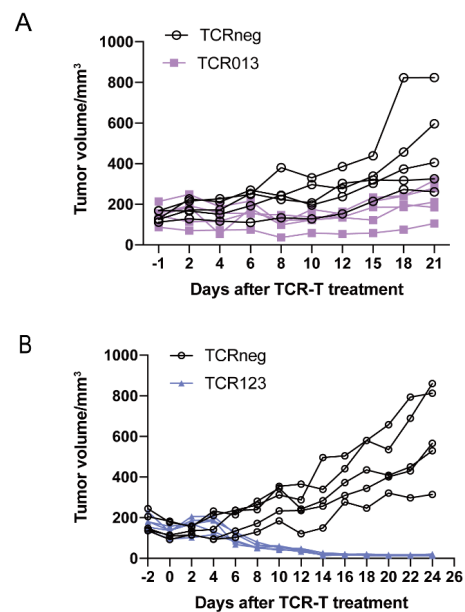 A
TCRneg
TCR013
Tumor volume/mm³
1000
800
600
400
200
0
-1 2 4 6 8 10 12 15 18 21
Days after TCR-T treatment
B
TCRneg
TCR123
Tumor volume/mm³
1000
800
600
400
200
0
-2 0 2 4 6 8 10 12 14 16 18 20 22 24 26
Days after TCR-T treatment